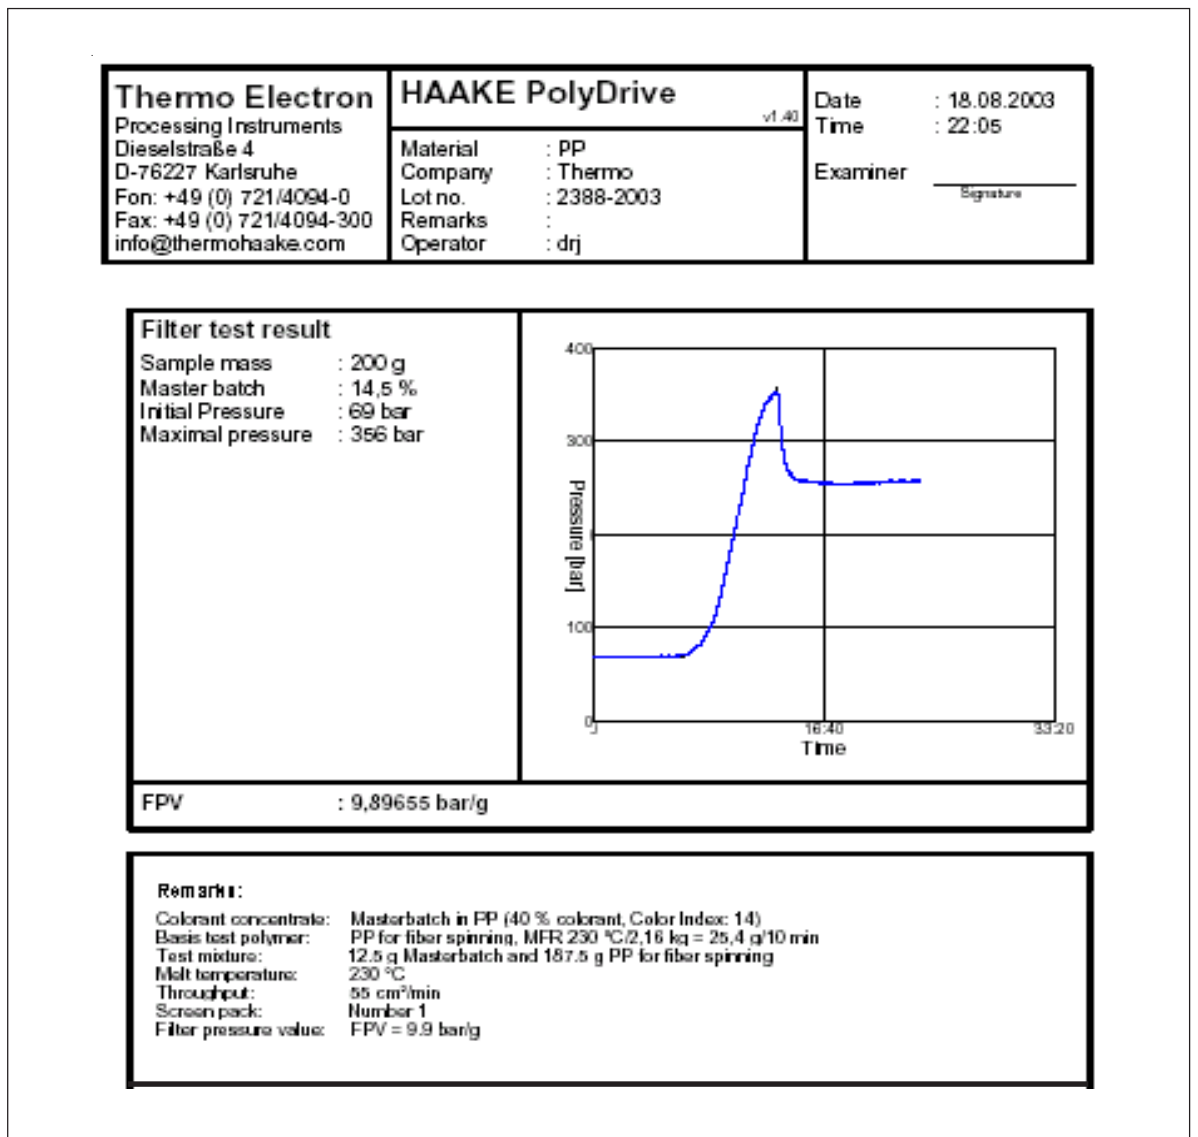 Thermo Electron
Processing Instruments
Dieselstraße 4
D-76227 Karlsruhe
Fon: +49 (0) 721/4094-0
Fax: +49 (0) 721/4094-300
info@thermohaake.com
HAAKE PolyDrive
v1.40
Material : PP
Company : Thermo
Lot no. : 2388-2003
Remarks :
Operator : drj
Date : 18.08.2003
Time : 22:05
Examiner
Signature
Filter test result
Sample mass : 200 g
Master batch : 14,5 %
Initial Pressure : 69 bar
Maximal pressure : 356 bar
400
300
100
0
Pressure [bar]
16:40
33:20
Time
FPV : 9,89655 bar/g
Remarks:
Colorant concentrate: Masterbatch in PP (40 % colorant, Color Index: 14)
Basis test polymer: PP for fiber spinning, MFR 230 °C/2,16 kg = 25,4 g/10 min
Test mixture: 12.5 g Masterbatch and 187.5 g PP for fiber spinning
Melt temperature: 230 °C
Throughput: 55 cm³/min
Screen pack: Number 1
Filter pressure value: FPV = 9.9 bar/g